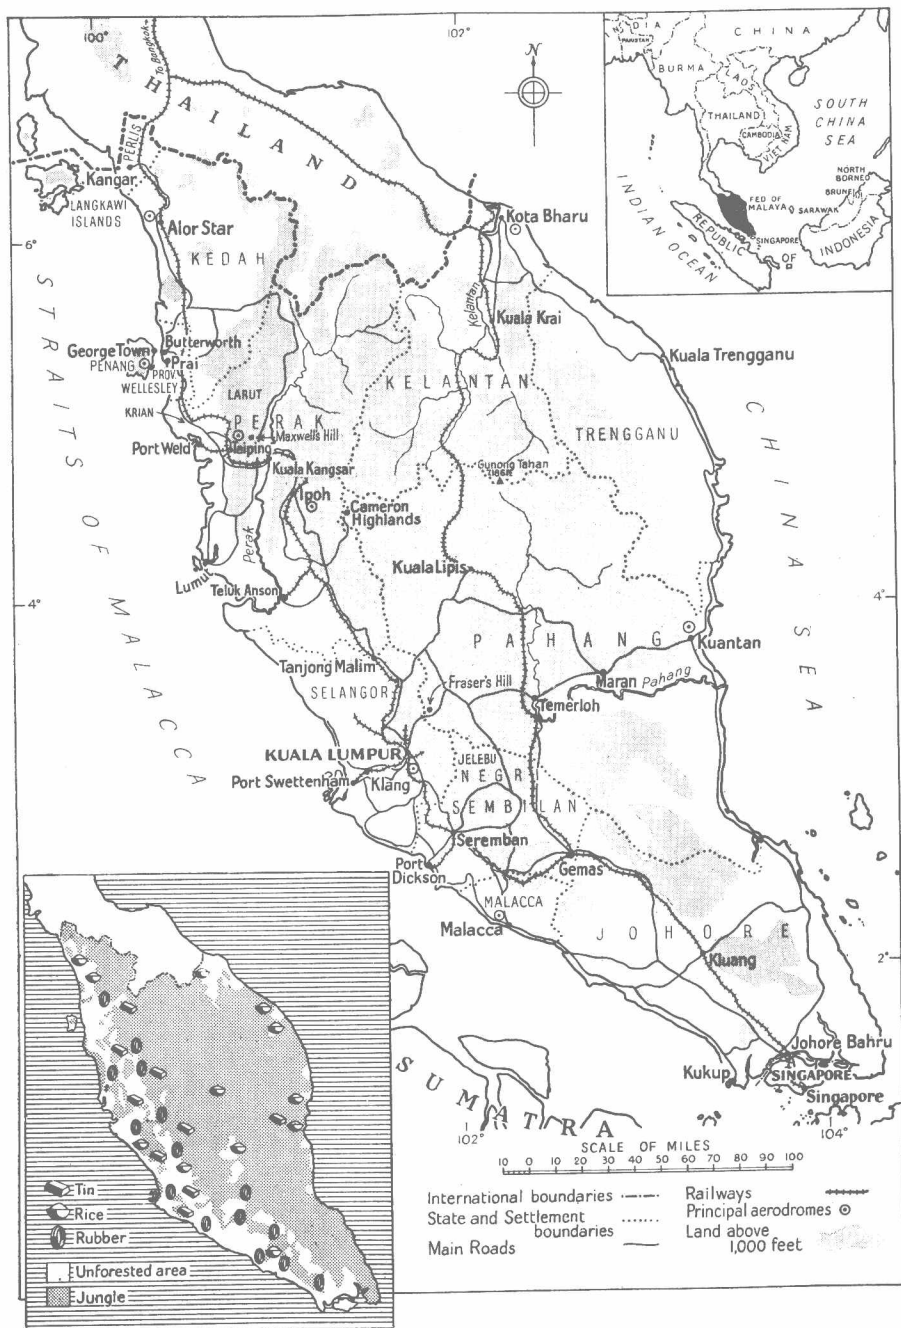 100°
102°
To Bangkok
THAILAND
N
PERLIS
Kangar
LANGKAWI
ISLANDS
Alor Star
KEDAH
Kota Bharu
6°
Kelantan
Kuala Krai
Butterworth
George Town
PENANG
Prai
PROV.
WELLESLEY
Kuala Trengganu
LARUT
KELANTAN
KRIAN
PERAK
Maxwell's Hill
TRENGGANU
Port Weld
Taiping
Kuala Kangsar
Gunong Tahan
Ipoh
Cameron
Highlands
Perak
Lumut
Kuala Lipis
Teluk Anson
4°
4°
PAHANG
Kuantan
Tanjong Malim
Maran
Pahang
SELANGOR
Fraser's Hill
Temerloh
KUALA LUMPUR
JELEBU
Port Swettenham
Klang
NEGRI
SEMBILAN
Seremban
Port
Dickson
Gemas
MALACCA
Malacca
JOHORE
Kluang
2°
Johore Bahru
Kukup
SINGAPORE
Singapore
STRAITS OF MALACCA
CHINA SEA
SUMATRA
102°
104°
INDIA
PAKISTAN
CHINA
BURMA
LAOS
THAILAND
SOUTH
CHINA
SEA
CAMBODIA
VIET NAM
NORTH
BORNEO
BRUNEI
FED OF
MALAYA
SARAWAK
INDIAN OCEAN
SINGAPORE
REPUBLIC
OF
INDONESIA
SCALE OF MILES
10 0 10 20 30 40 50 60 70 80 90 100
International boundaries
State and Settlement
boundaries
Main Roads
Railways
Principal aerodromes
Land above
1,000 feet
Tin
Rice
Rubber
Unforested area
Jungle